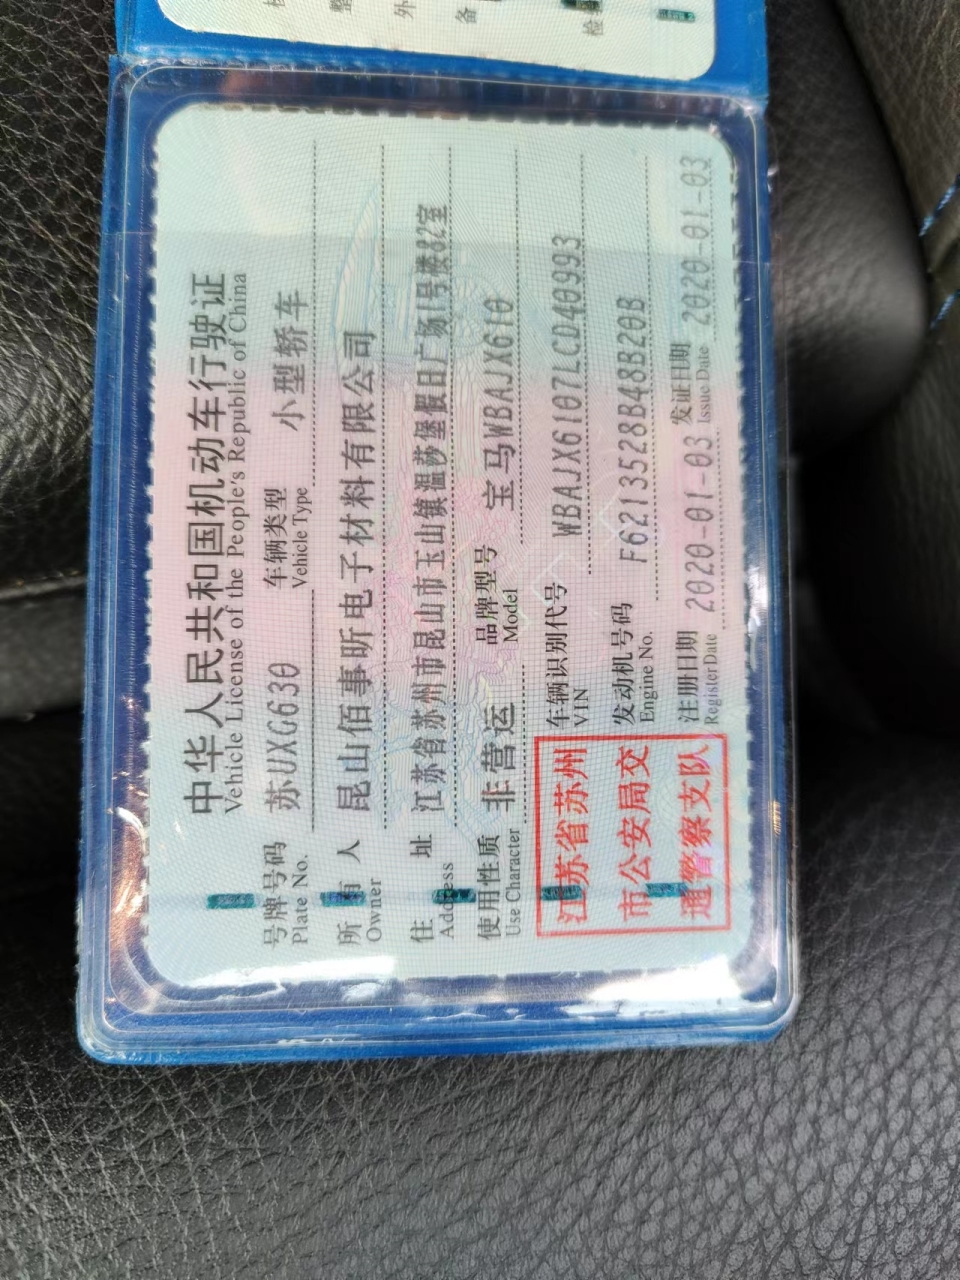 中华人民共和国机动车行驶证
Vehicle License of the People's Republic of China
号牌号码 苏UXG630 车辆类型 小型轿车
Plate No. Vehicle Type
所有人 昆山佰事昕电子材料有限公司
Owner
住址 江苏省苏州市昆山市玉山镇温莎堡假日广场1号楼82室
Address
使用性质 非营运 品牌型号 宝马WBAJX610
Use Character Model
车辆识别代号 WBAJX6107LCD40993
VIN
发动机号码 F6213528B48B20B
Engine No.
注册日期 2020-01-03 发证日期 2020-01-03
Register Date Issue Date
江苏省苏州
市公安局交
通警察支队